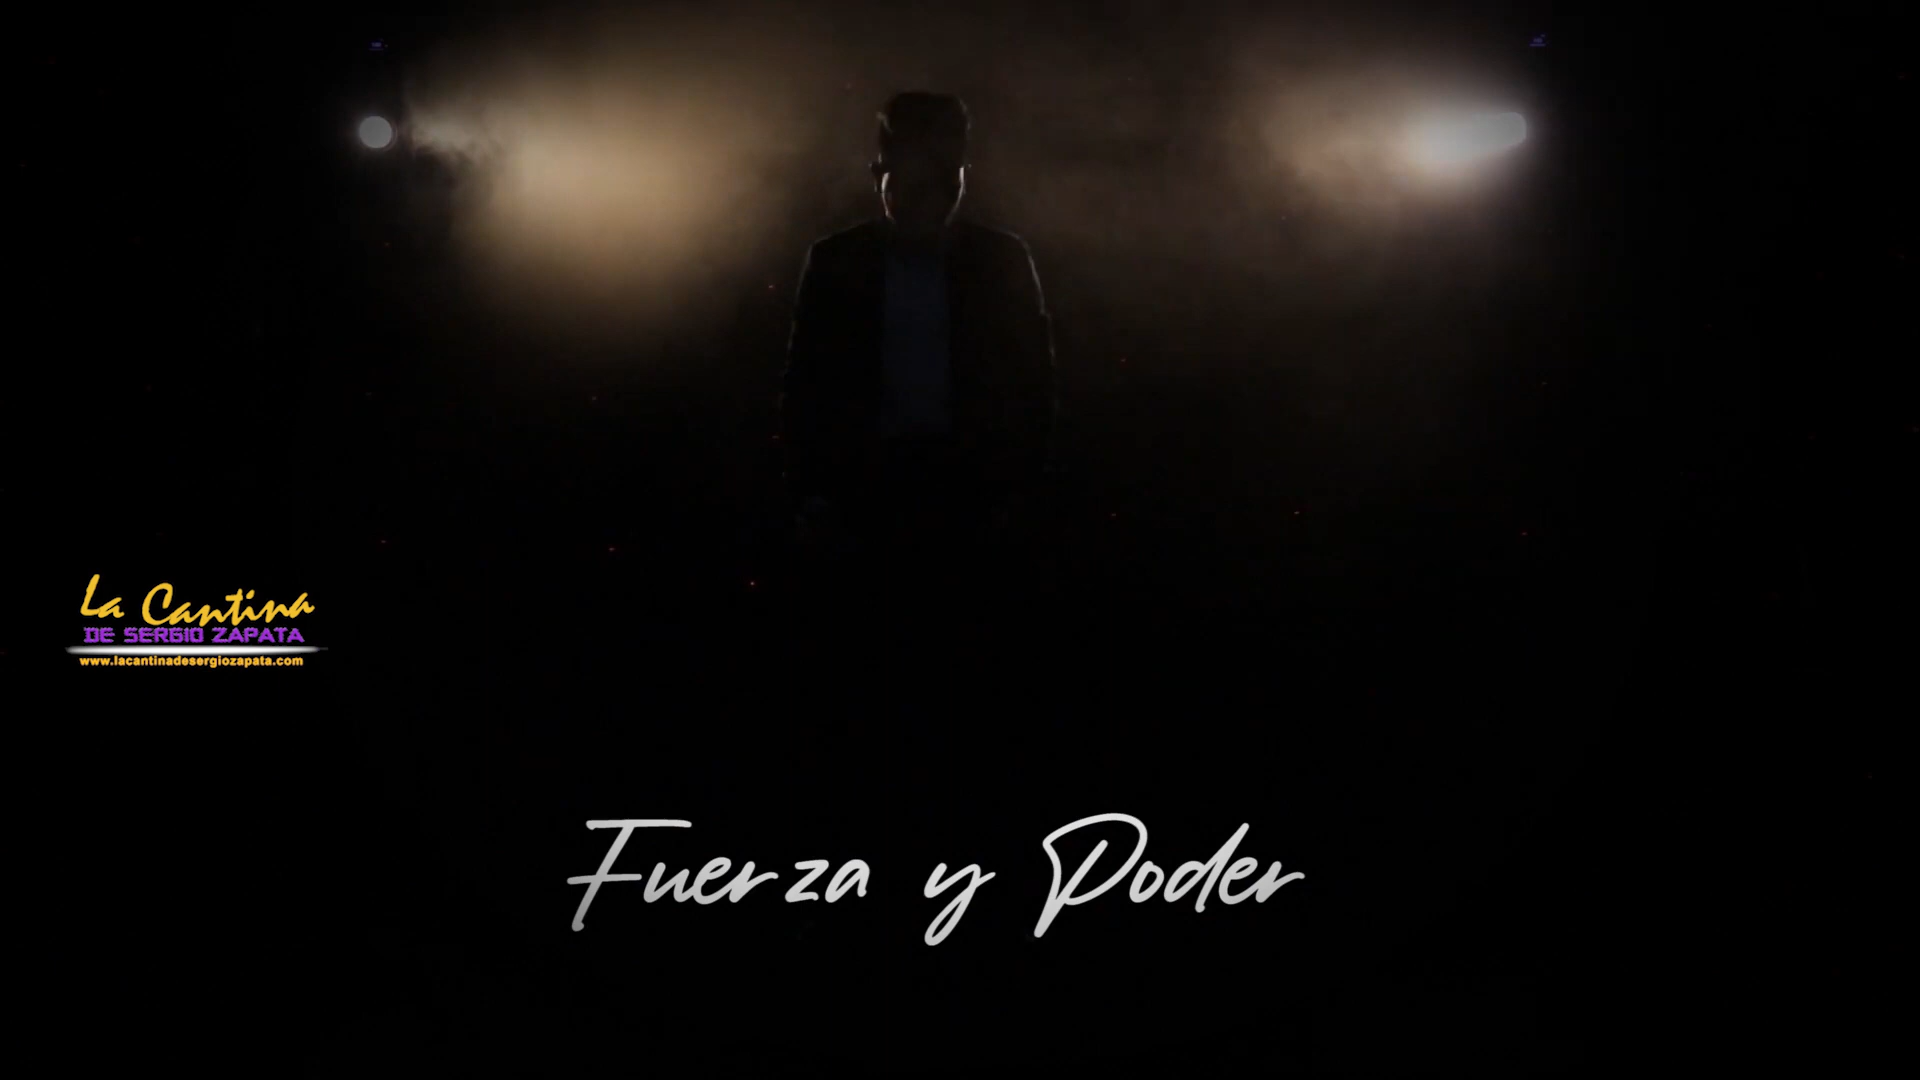 La Cantina
DE SERGIO ZAPATA
www.lacantinadesergiozapata.com
Fuerza y Poder